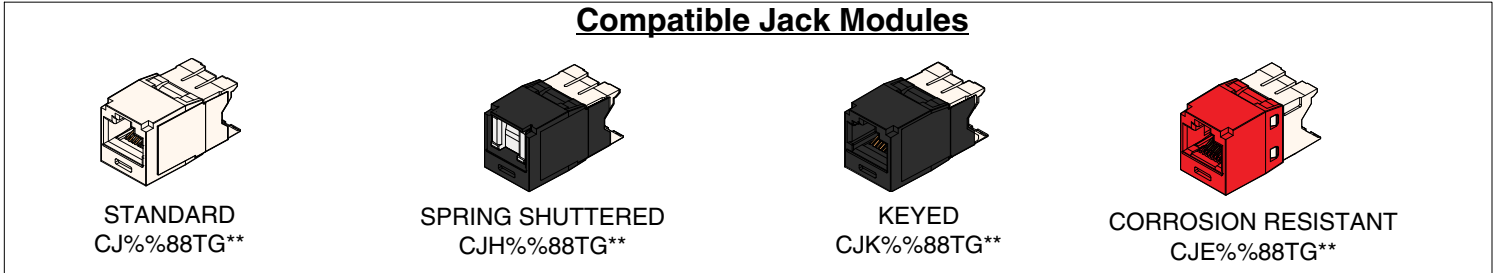 Compatible Jack Modules
STANDARD
CJ%%88TG**
SPRING SHUTTERED
CJH%%88TG**
KEYED
CJK%%88TG**
CORROSION RESISTANT
CJE%%88TG**